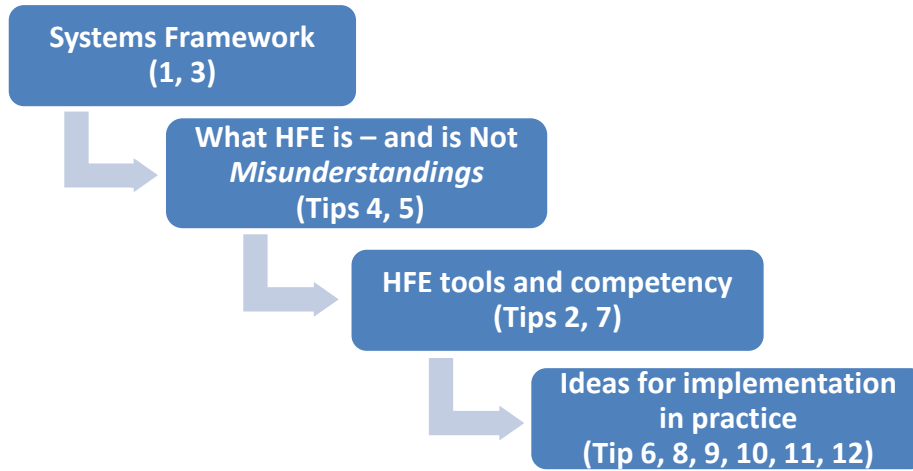 Systems Framework
(1, 3)
What HFE is – and is Not
Misunderstandings
(Tips 4, 5)
HFE tools and competency
(Tips 2, 7)
Ideas for implementation
in practice
(Tip 6, 8, 9, 10, 11, 12)